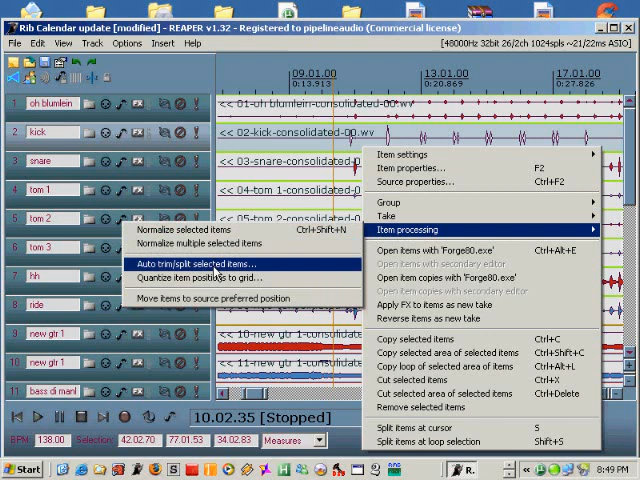 Rib Calendar update [modified] - REAPER v1.32 - Registered to pipelineaudio (Commercial license)
File Edit View Track Options Insert Help
[48000Hz 32bit 26/2ch 1024spls ~21/22ms ASIO]
09.01.00 13.01.00 17.01.00
0:13.913 0:20.869 0:27.826
1 oh blumlein << 01-oh blumlein-consolidated-00.wv
2 kick << 02-kick-consolidated-00.wv
3 snare << 03-snare-consolidated-0
4 tom 1 << 04-tom 1-consolidated-0
5 tom 2 << 05-tom 2-consolidated-0
6 tom 3
7 hh
8 ride
9 new gtr 1 << 10-new gtr 1-consolidat
10 new gtr 1 << 11-new gtr 1-consolidat
11 bass di manl
Item settings
Item properties... F2
Source properties... Ctrl+F2
Group
Take
Item processing
Open items with 'Forge80.exe' Ctrl+Alt+E
Open items with secondary editor
Open item copies with 'Forge80.exe'
Open item copies with secondary editor
Apply FX to items as new take
Reverse items as new take
Copy selected items Ctrl+C
Copy selected area of selected items Ctrl+Shift+C
Copy loop of selected area of items Ctrl+Alt+L
Cut selected items Ctrl+X
Cut selected area of selected items Ctrl+Delete
Remove selected items
Split items at cursor S
Split items at loop selection Shift+S
Normalize selected items Ctrl+Shift+N
Normalize multiple selected items
Auto trim/split selected items...
Quantize item positions to grid...
Move items to source preferred position
10.02.35 [Stopped]
BPM: 138.00 Selection: 42.02.70 77.01.53 34.02.83 Measures
Start R. 8:49 PM